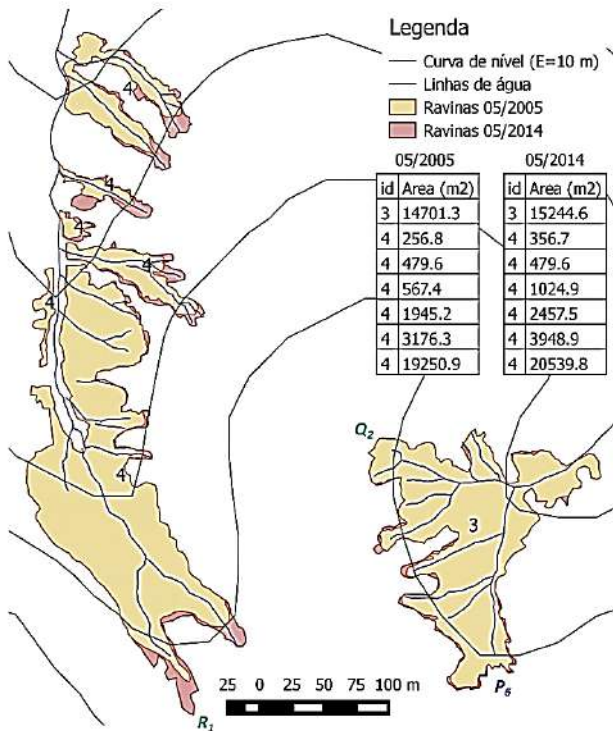 Legenda
Curva de nível (E=10 m)
Linhas de água
Ravinas 05/2005
Ravinas 05/2014
05/2005
id Area (m2)
3 14701.3
4 256.8
4 479.6
4 567.4
4 1945.2
4 3176.3
4 19250.9
05/2014
id Area (m2)
3 15244.6
4 356.7
4 479.6
4 1024.9
4 2457.5
4 3948.9
4 20539.8
4
4
4
4
4
4
Q2
3
P6
R1
25 0 25 50 75 100 m